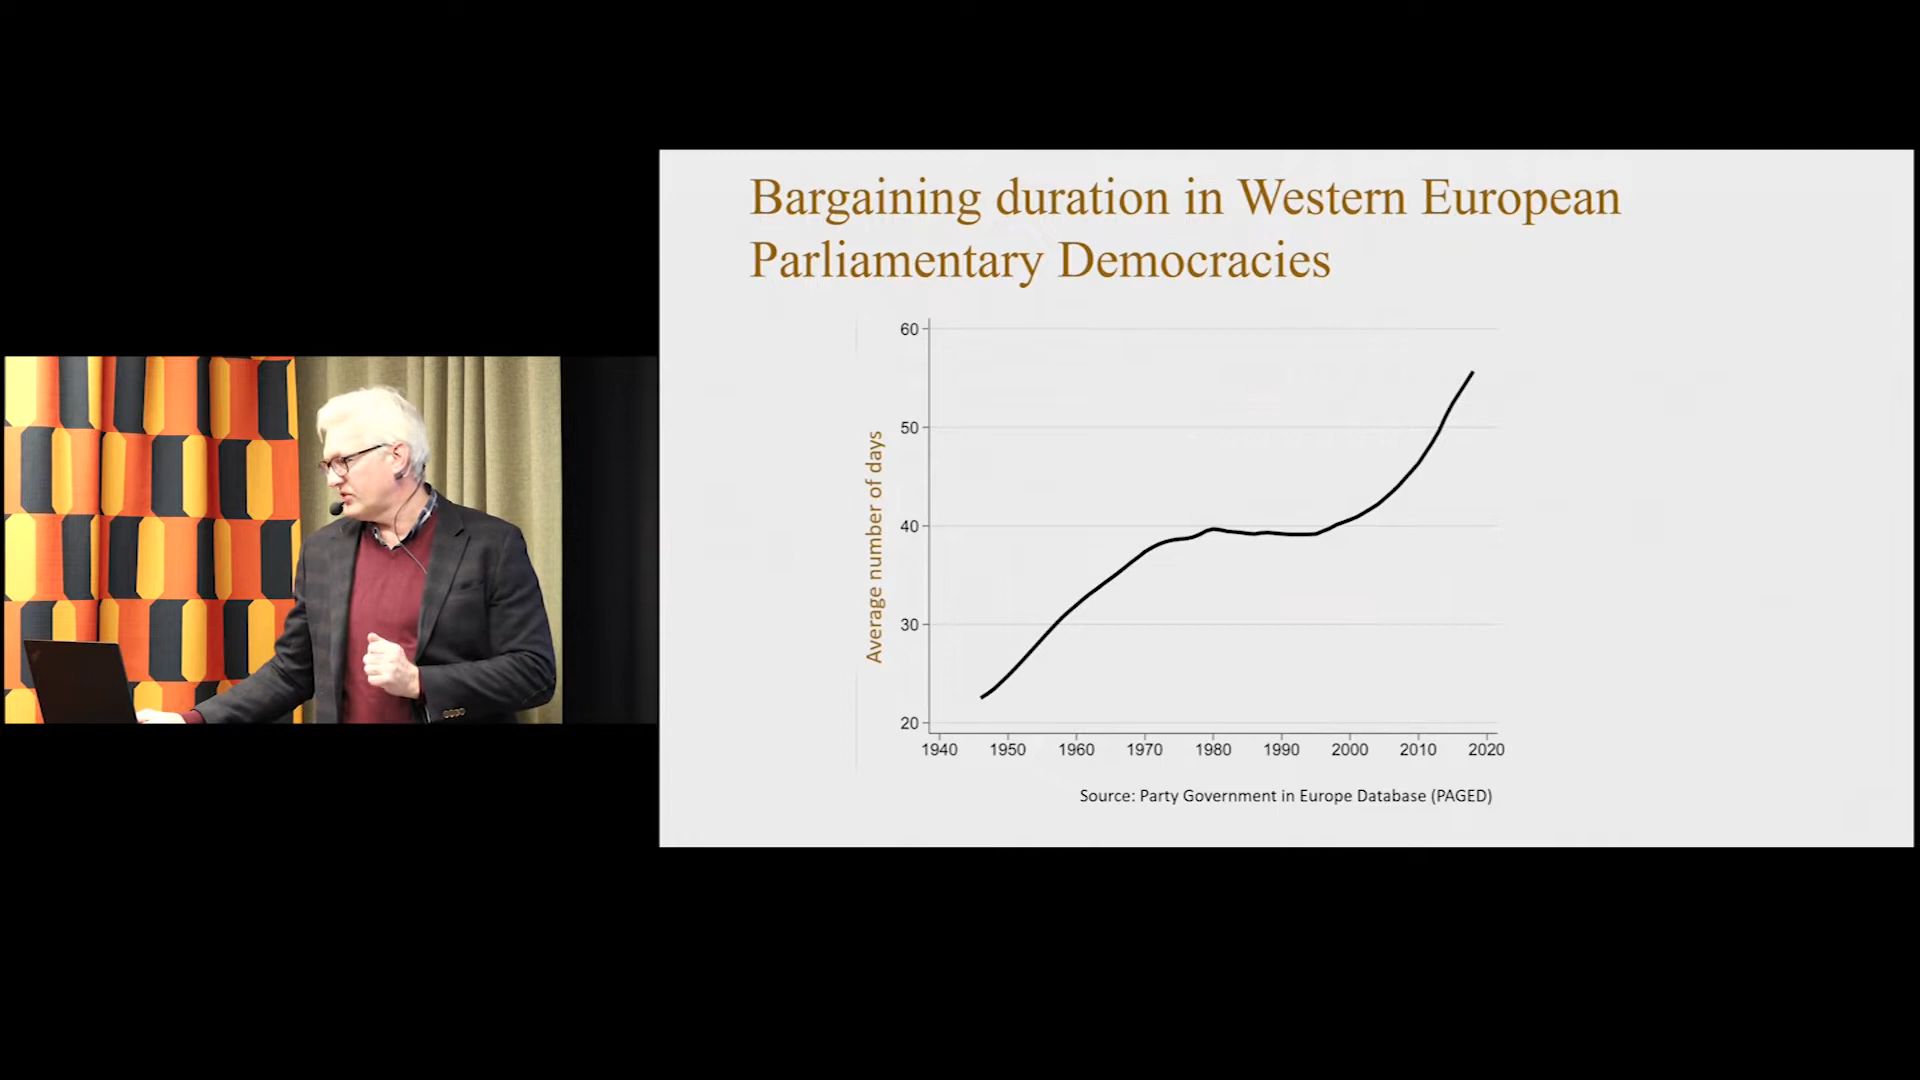 Bargaining duration in Western European
Parliamentary Democracies
60
50
40
30
20
Average number of days
1940 1950 1960 1970 1980 1990 2000 2010 2020
Source: Party Government in Europe Database (PAGED)